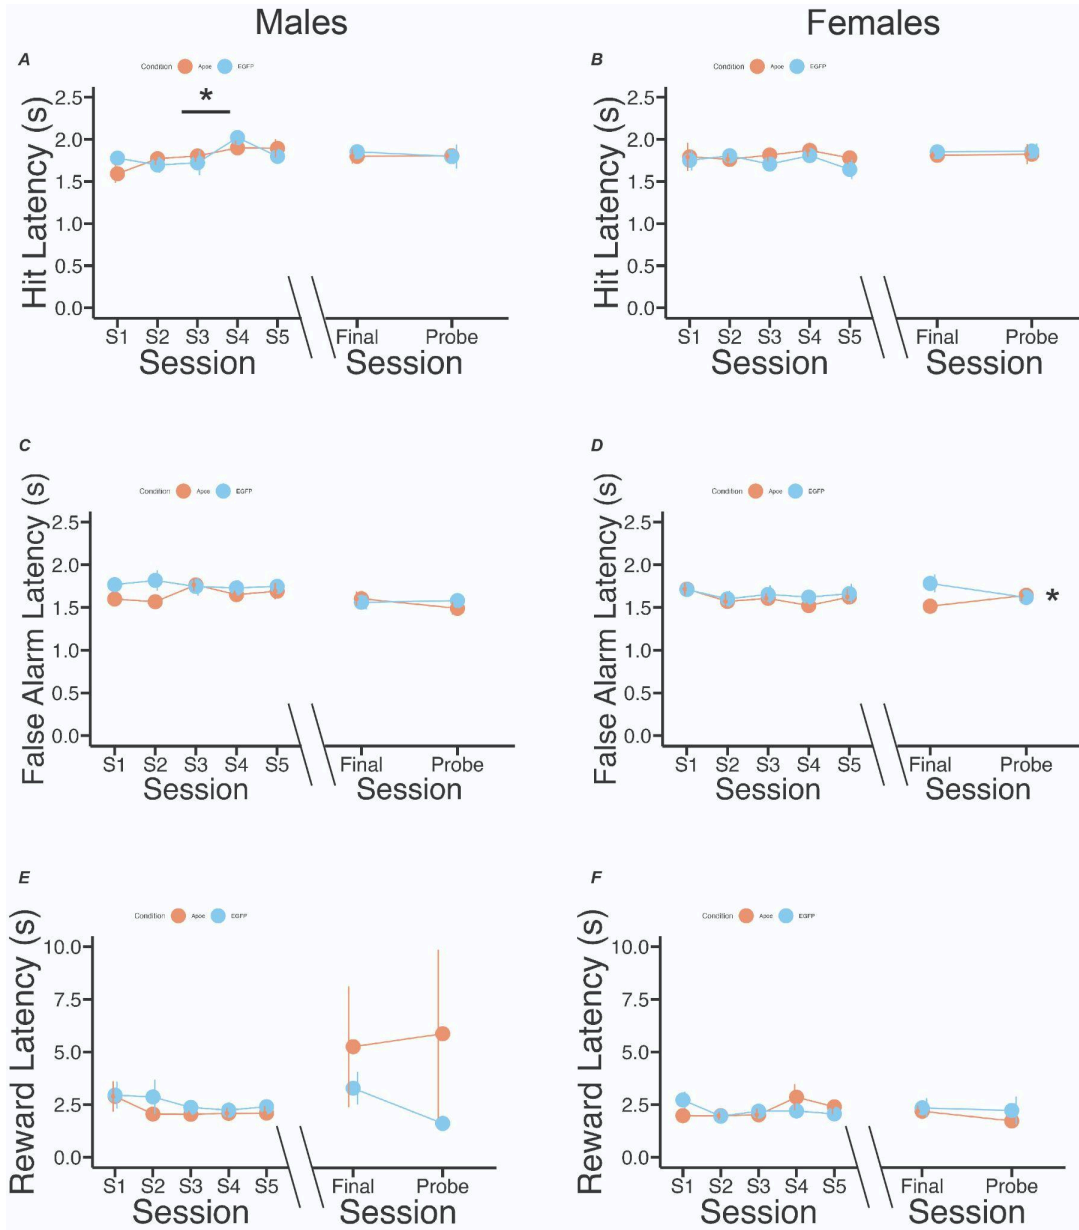 Males
Females
A
Condition Apoe EGFP
*
Hit Latency (s)
2.5
2.0
1.5
1.0
0.5
0.0
S1 S2 S3 S4 S5 Final Probe
Session Session
B
Condition Apoe EGFP
Hit Latency (s)
2.5
2.0
1.5
1.0
0.5
0.0
S1 S2 S3 S4 S5 Final Probe
Session Session
C
Condition Apoe EGFP
False Alarm Latency (s)
2.5
2.0
1.5
1.0
0.5
0.0
S1 S2 S3 S4 S5 Final Probe
Session Session
D
Condition Apoe EGFP
False Alarm Latency (s)
2.5
2.0
1.5
1.0
0.5
0.0
*
S1 S2 S3 S4 S5 Final Probe
Session Session
E
Condition Apoe EGFP
Reward Latency (s)
10.0
7.5
5.0
2.5
0.0
S1 S2 S3 S4 S5 Final Probe
Session Session
F
Condition Apoe EGFP
Reward Latency (s)
10.0
7.5
5.0
2.5
0.0
S1 S2 S3 S4 S5 Final Probe
Session Session